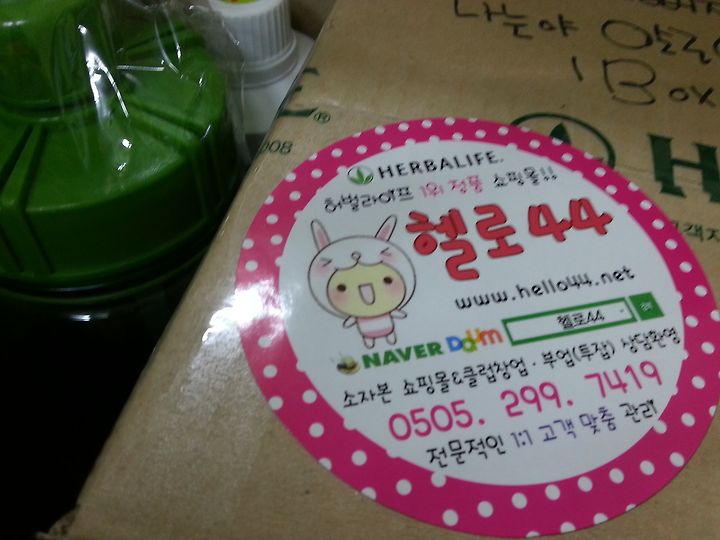 나는야
Box
®
008
H
HERBALIFE.
허벌라이프 1위 정품 쇼핑몰!!
헬로44
www.hello44.net
NAVER Daum 헬로44
소자본 쇼핑몰&클럽창업 · 부업(투잡) 상담환영
0505. 299. 7419
전문적인 1:1 고객 맞춤 관리